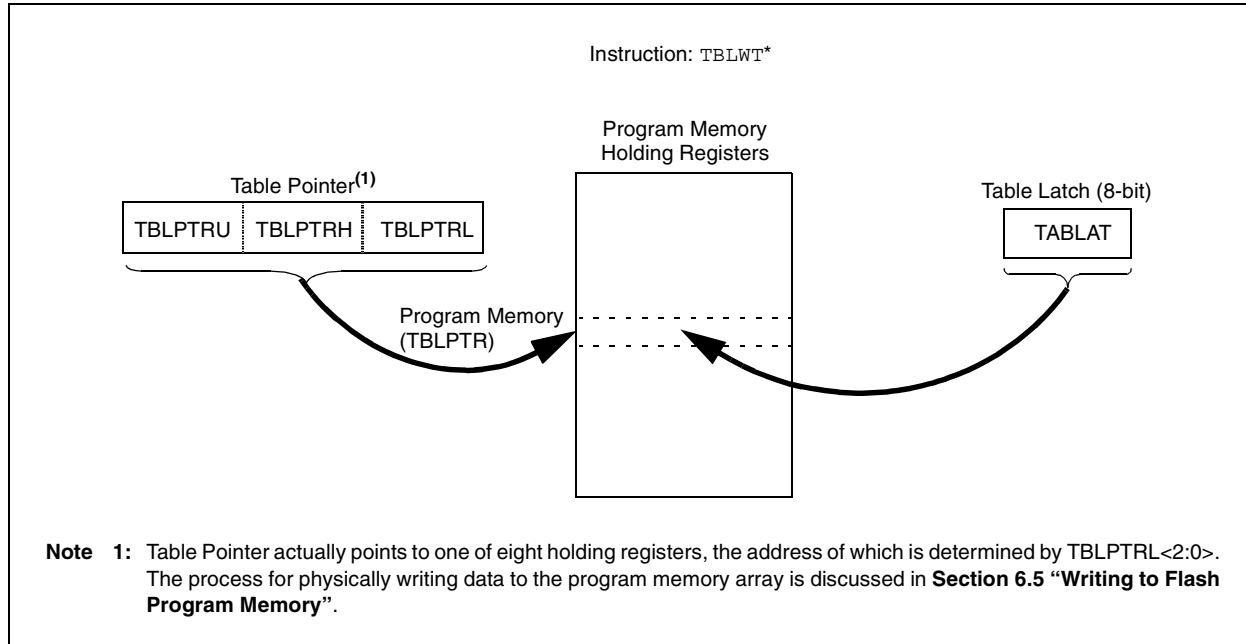 Instruction: TBLWT*
Program Memory
Holding Registers
Table Pointer(1)
Table Latch (8-bit)
TBLPTRU TBLPTRH TBLPTRL
TABLAT
Program Memory
(TBLPTR)
Note 1: Table Pointer actually points to one of eight holding registers, the address of which is determined by TBLPTRL<2:0>.
The process for physically writing data to the program memory array is discussed in Section 6.5 “Writing to Flash
Program Memory”.